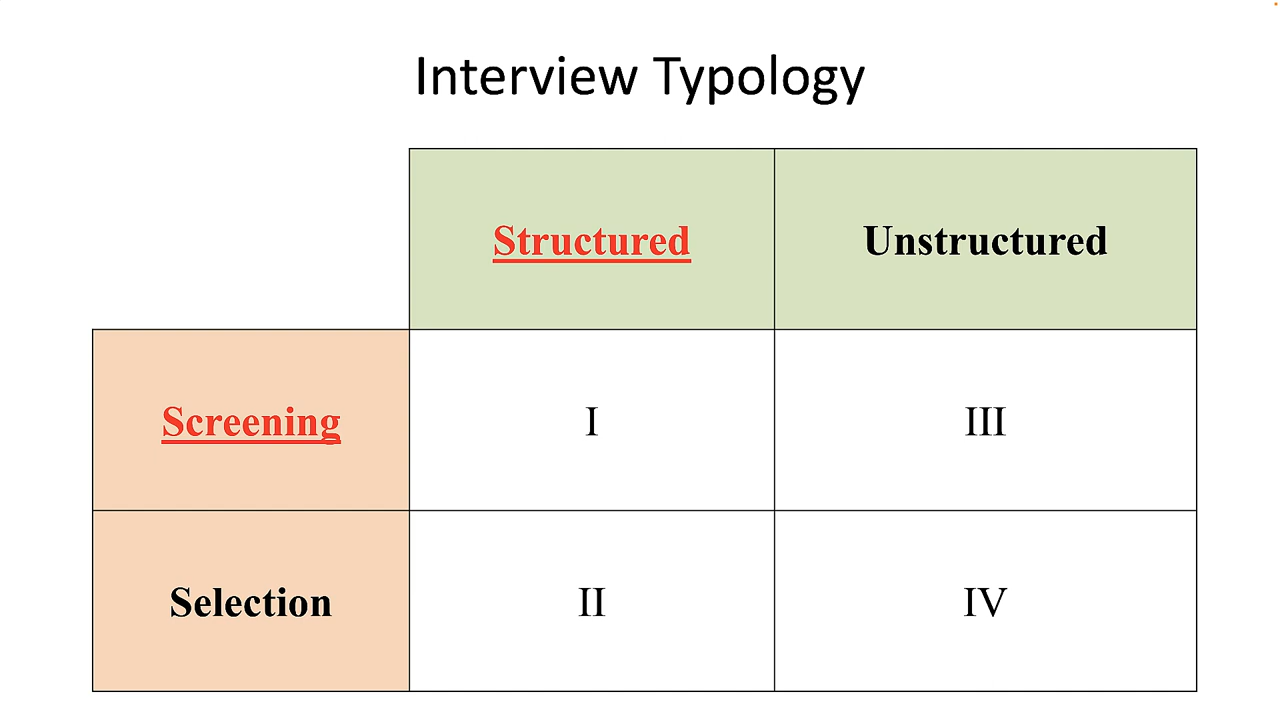 Interview Typology
Structured Unstructured
Screening I III
Selection II IV